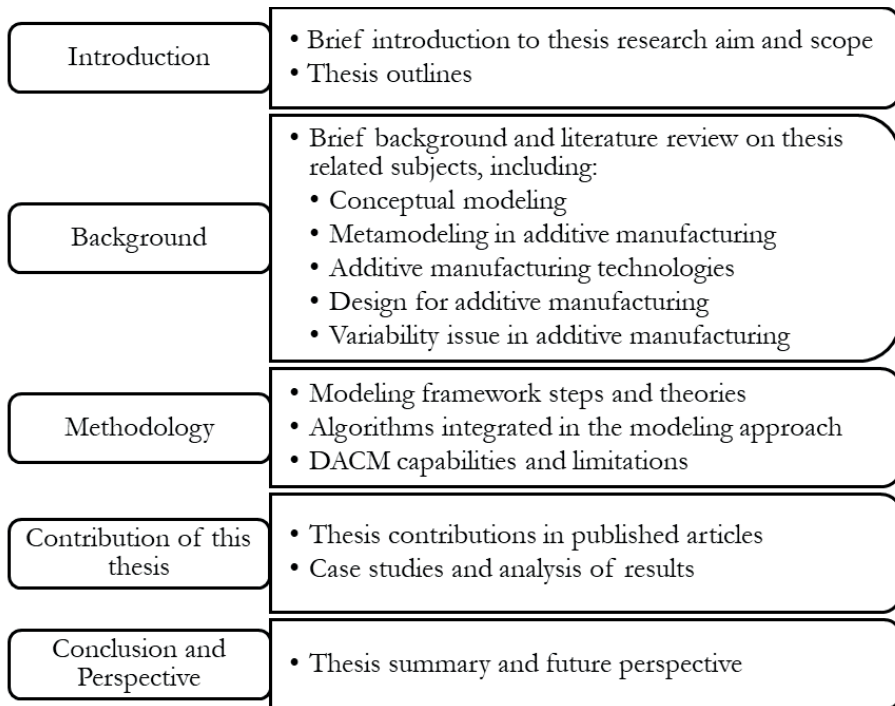 Introduction
• Brief introduction to thesis research aim and scope
• Thesis outlines
Background
• Brief background and literature review on thesis
related subjects, including:
• Conceptual modeling
• Metamodeling in additive manufacturing
• Additive manufacturing technologies
• Design for additive manufacturing
• Variability issue in additive manufacturing
Methodology
• Modeling framework steps and theories
• Algorithms integrated in the modeling approach
• DACM capabilities and limitations
Contribution of this
thesis
• Thesis contributions in published articles
• Case studies and analysis of results
Conclusion and
Perspective
• Thesis summary and future perspective